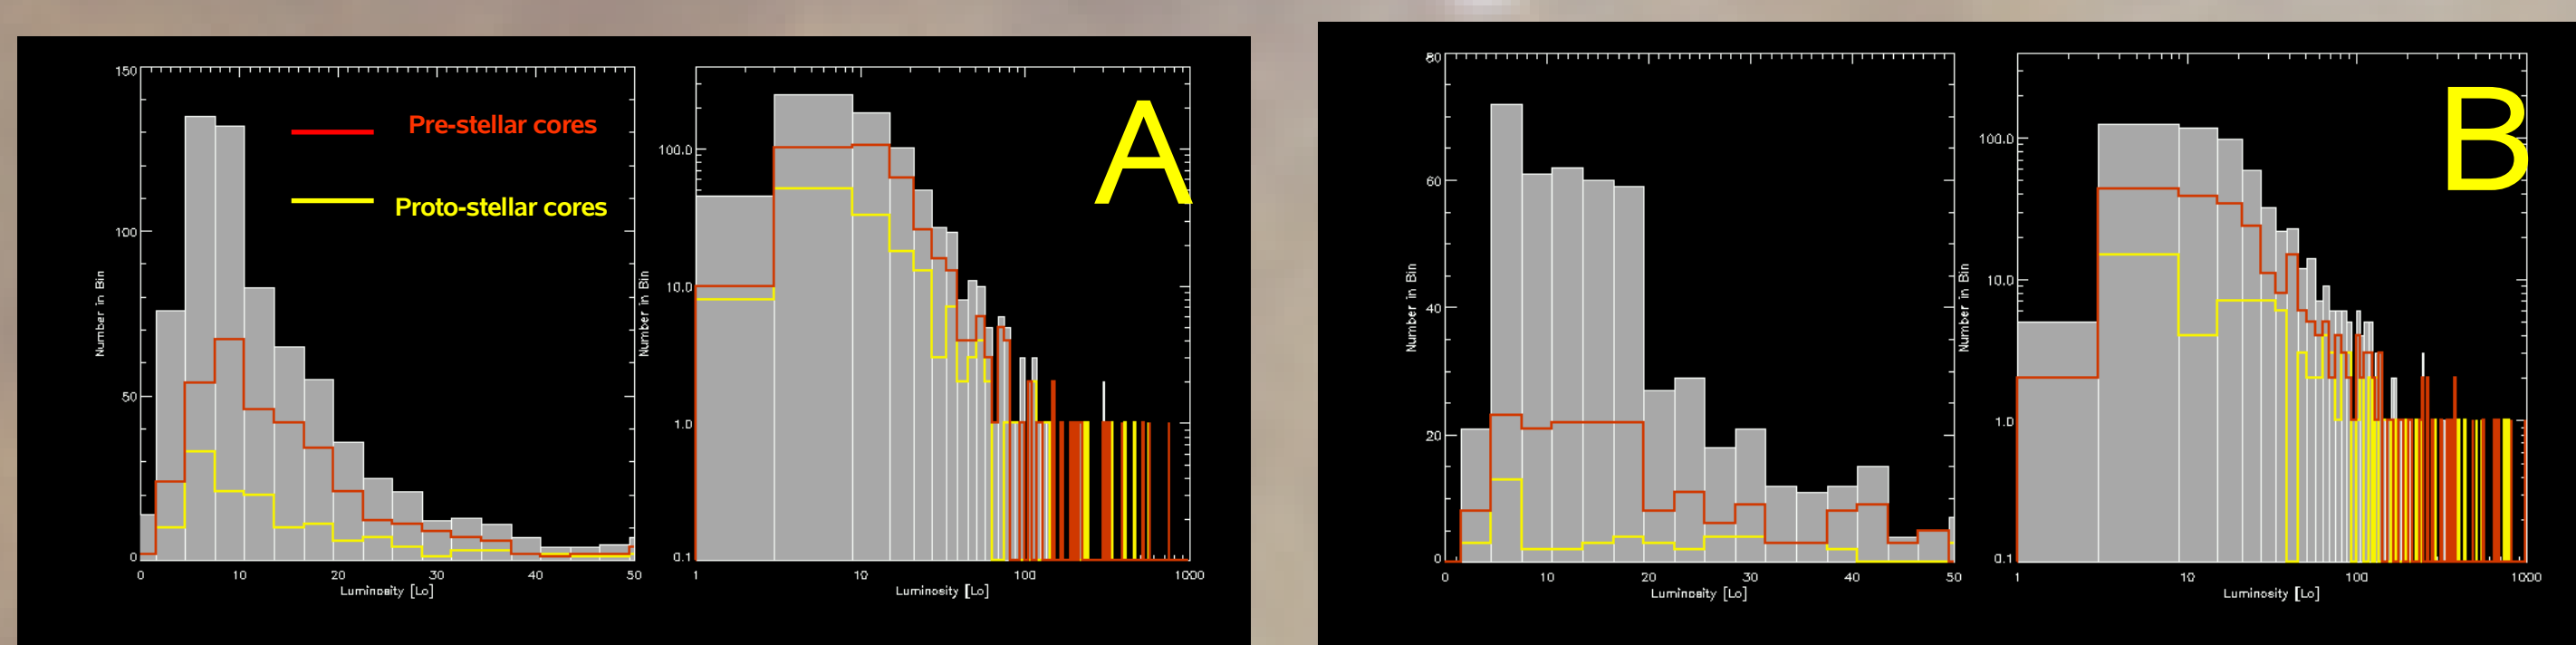 150
100
50
0
0 10 20 30 40 50
Number in Bin
Luminosity [Lo]
Pre-stellar cores
Proto-stellar cores
100.0
10.0
1.0
0.1
1 10 100 1000
Number in Bin
Luminosity [Lo]
A
80
60
40
20
0
0 10 20 30 40 50
Number in Bin
Luminosity [Lo]
100.0
10.0
1.0
0.1
1 10 100 1000
Number in Bin
Luminosity [Lo]
B